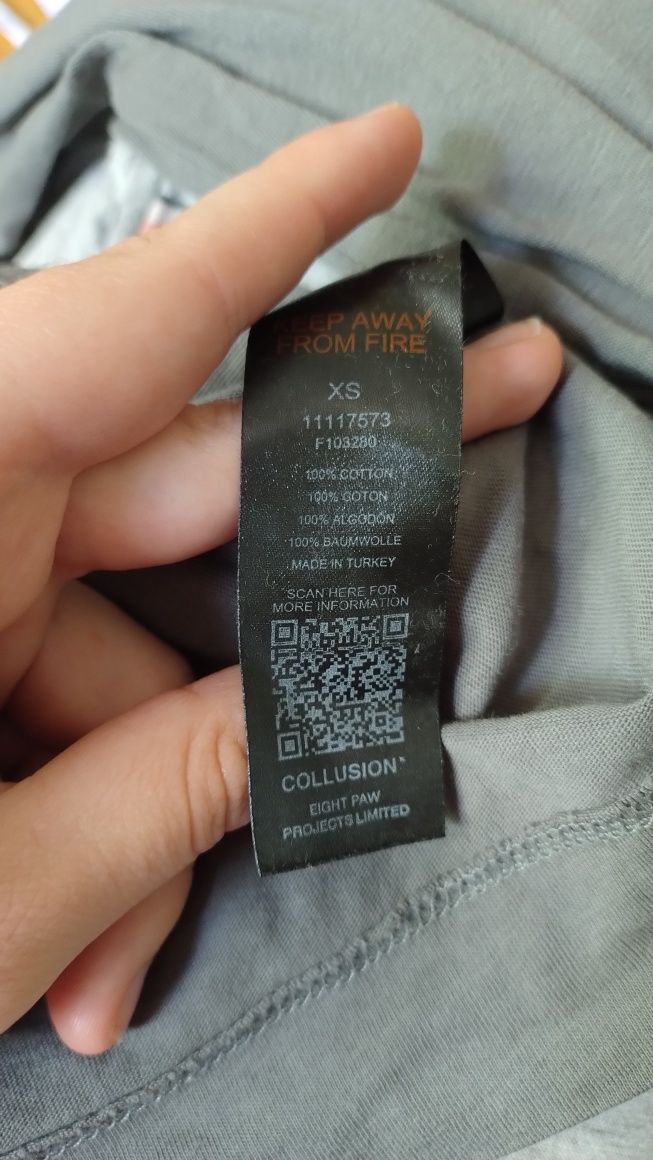 KEEP AWAY
FROM FIRE
XS
11117573
F103280
100% COTTON
100% COTON
100% ALGODÓN
100% BAUMWOLLE
MADE IN TURKEY
SCAN HERE FOR
MORE INFORMATION
COLLUSION
EIGHT PAW
PROJECTS LIMITED